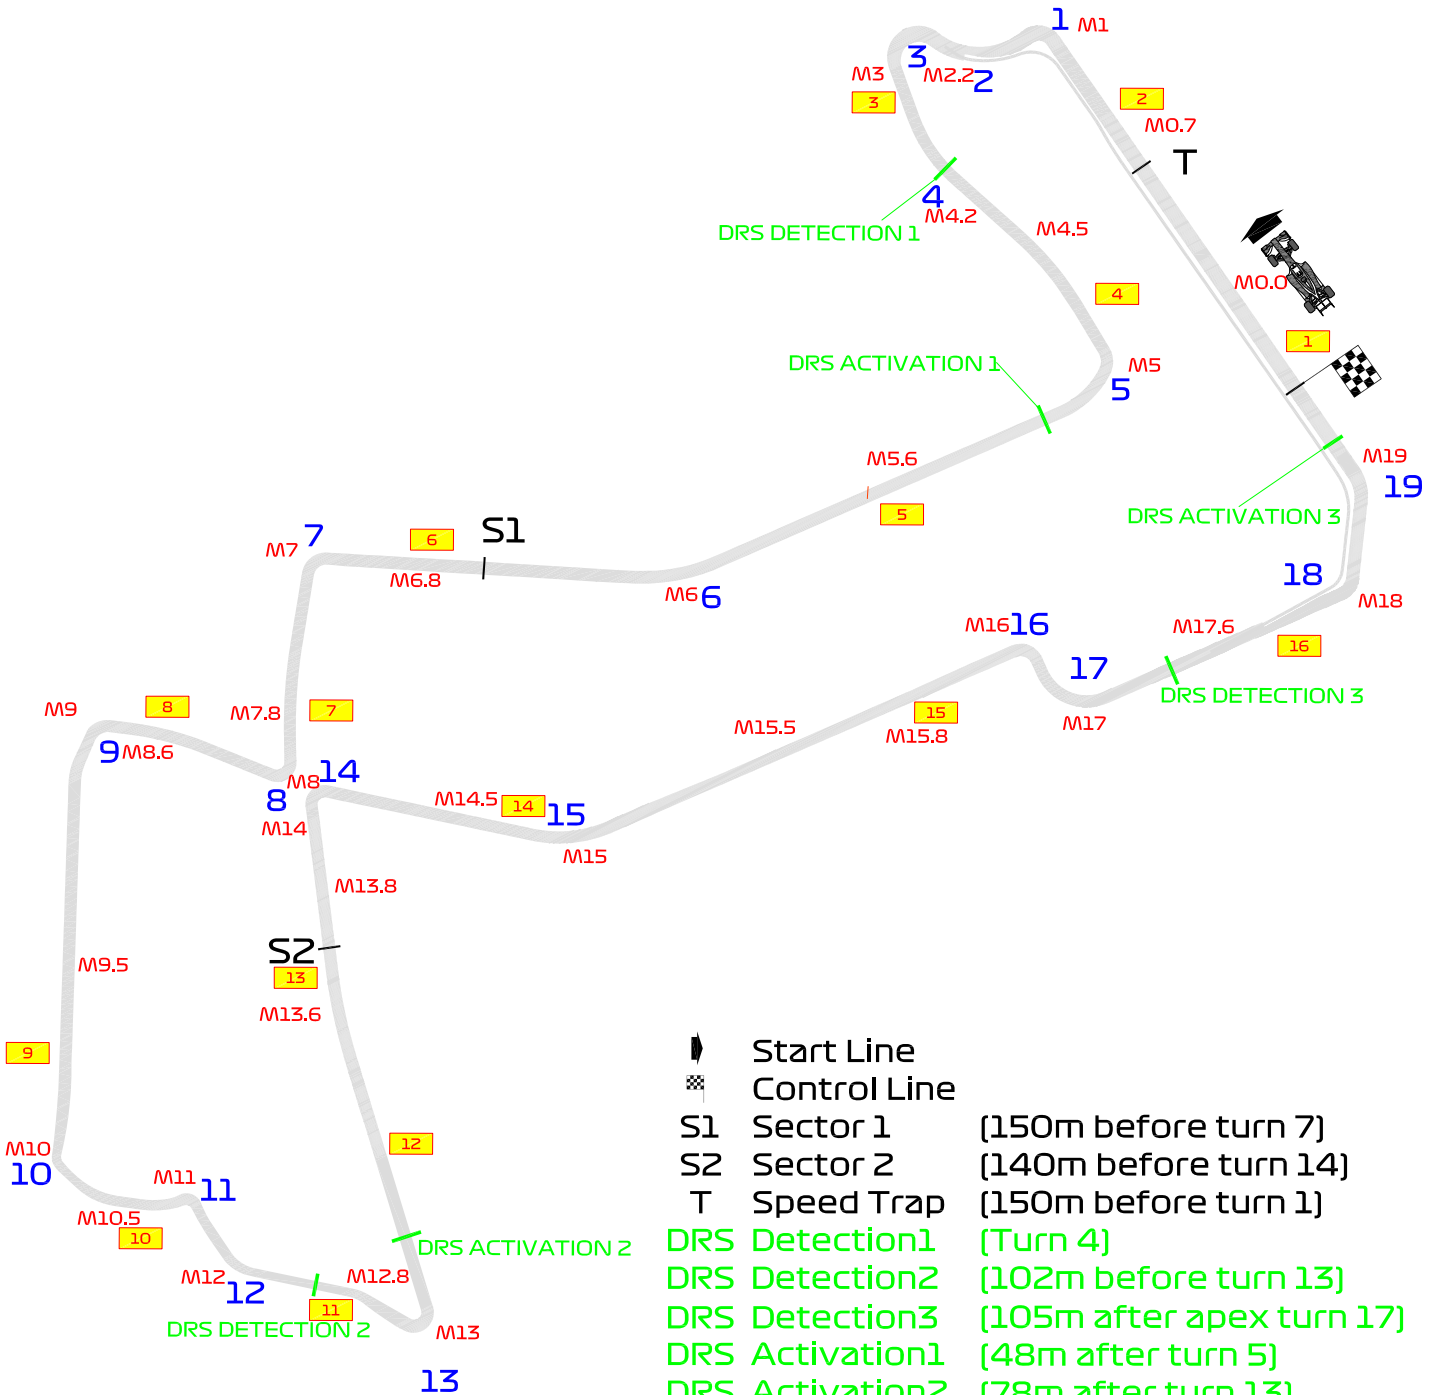 1 M1
3
M3 M2.2 2
3 2
M0.7
T
4
M4.2
DRS DETECTION 1 M4.5
M0.0
4
1
DRS ACTIVATION 1 M5
5
M5.6 M19
19
5 DRS ACTIVATION 3
S1
7 6
M7
M6.8 18
M6 6 M18
M16 16 M17.6
16
17
DRS DETECTION 3
M9 8 M7.8 7
15
M17
M15.5 M15.8
9 M8.6
M8 14
8 M14.5 14 15
M14
M15
M13.8
S2
M9.5 13
M13.6
9
12
M10
10
M11 11
M10.5
10
DRS ACTIVATION 2
M12 12 M12.8
11
DRS DETECTION 2 M13
13
Start Line
Control Line
S1 Sector 1 (150m before turn 7)
S2 Sector 2 (140m before turn 14)
T Speed Trap (150m before turn 1)
DRS Detection1 (Turn 4)
DRS Detection2 (102m before turn 13)
DRS Detection3 (105m after apex turn 17)
DRS Activation1 (48m after turn 5)
DRS Activation2 (78m after turn 13)